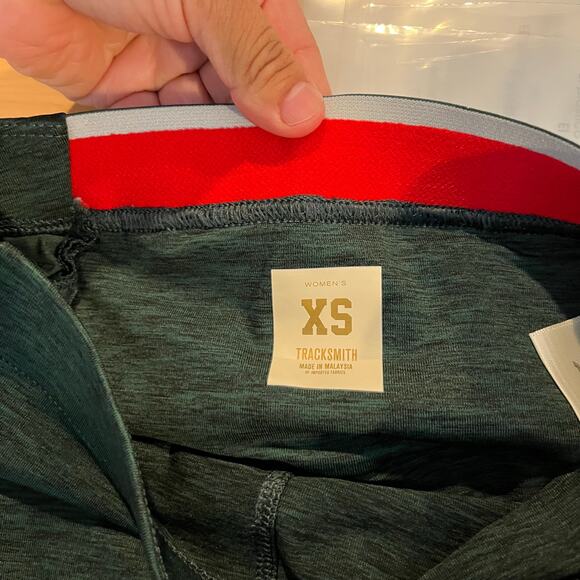 WOMEN'S
XS
TRACKSMITH
MADE IN MALAYSIA
OF IMPORTED FABRICS